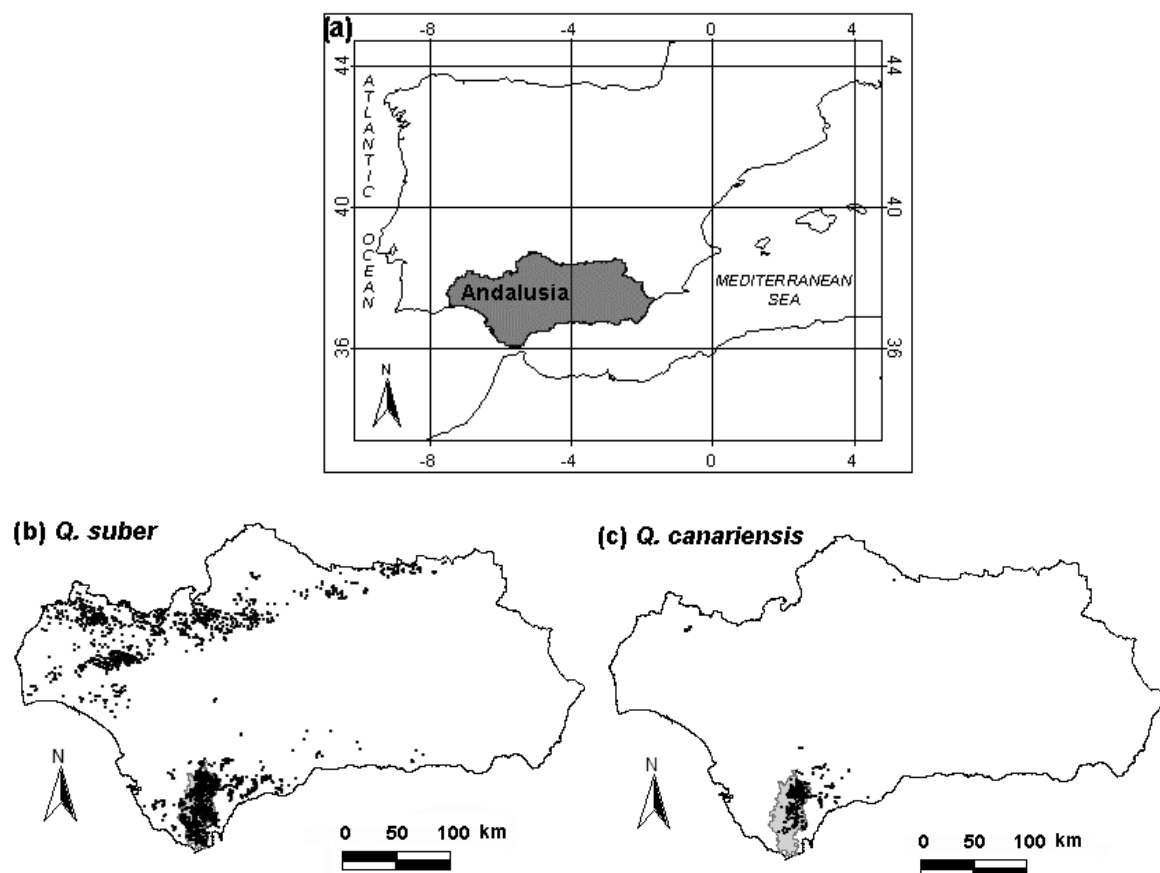 (a)
-8 -4 0 4
44 44
ATLANTIC OCEAN
40 40
Andalusia
MEDITERRANEAN
SEA
36 36
N
-8 -4 0 4
(b) Q. suber
(c) Q. canariensis
N
0 50 100 km
N
0 50 100 km